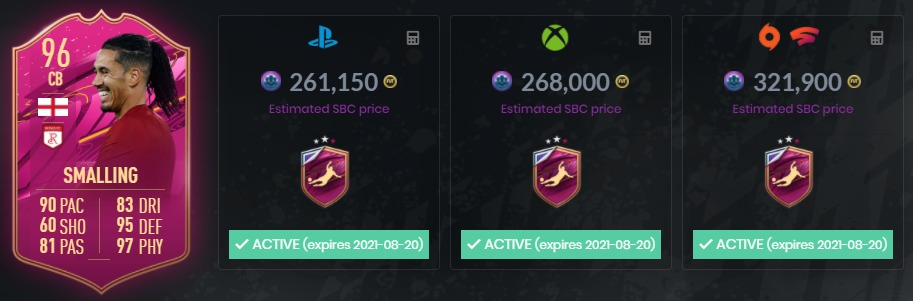 96
CB
SMALLING
90 PAC
60 SHO
81 PAS
83 DRI
95 DEF
97 PHY
261,150
Estimated SBC price
ACTIVE (expires 2021-08-20)
268,000
Estimated SBC price
ACTIVE (expires 2021-08-20)
321,900
Estimated SBC price
ACTIVE (expires 2021-08-20)